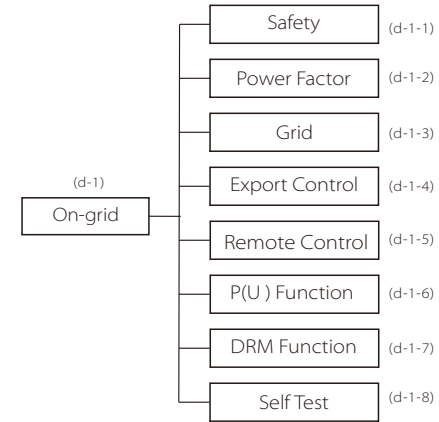 Safety (d-1-1)
Power Factor (d-1-2)
Grid (d-1-3)
(d-1)
Export Control (d-1-4)
On-grid
Remote Control (d-1-5)
P(U ) Function (d-1-6)
DRM Function (d-1-7)
Self Test (d-1-8)